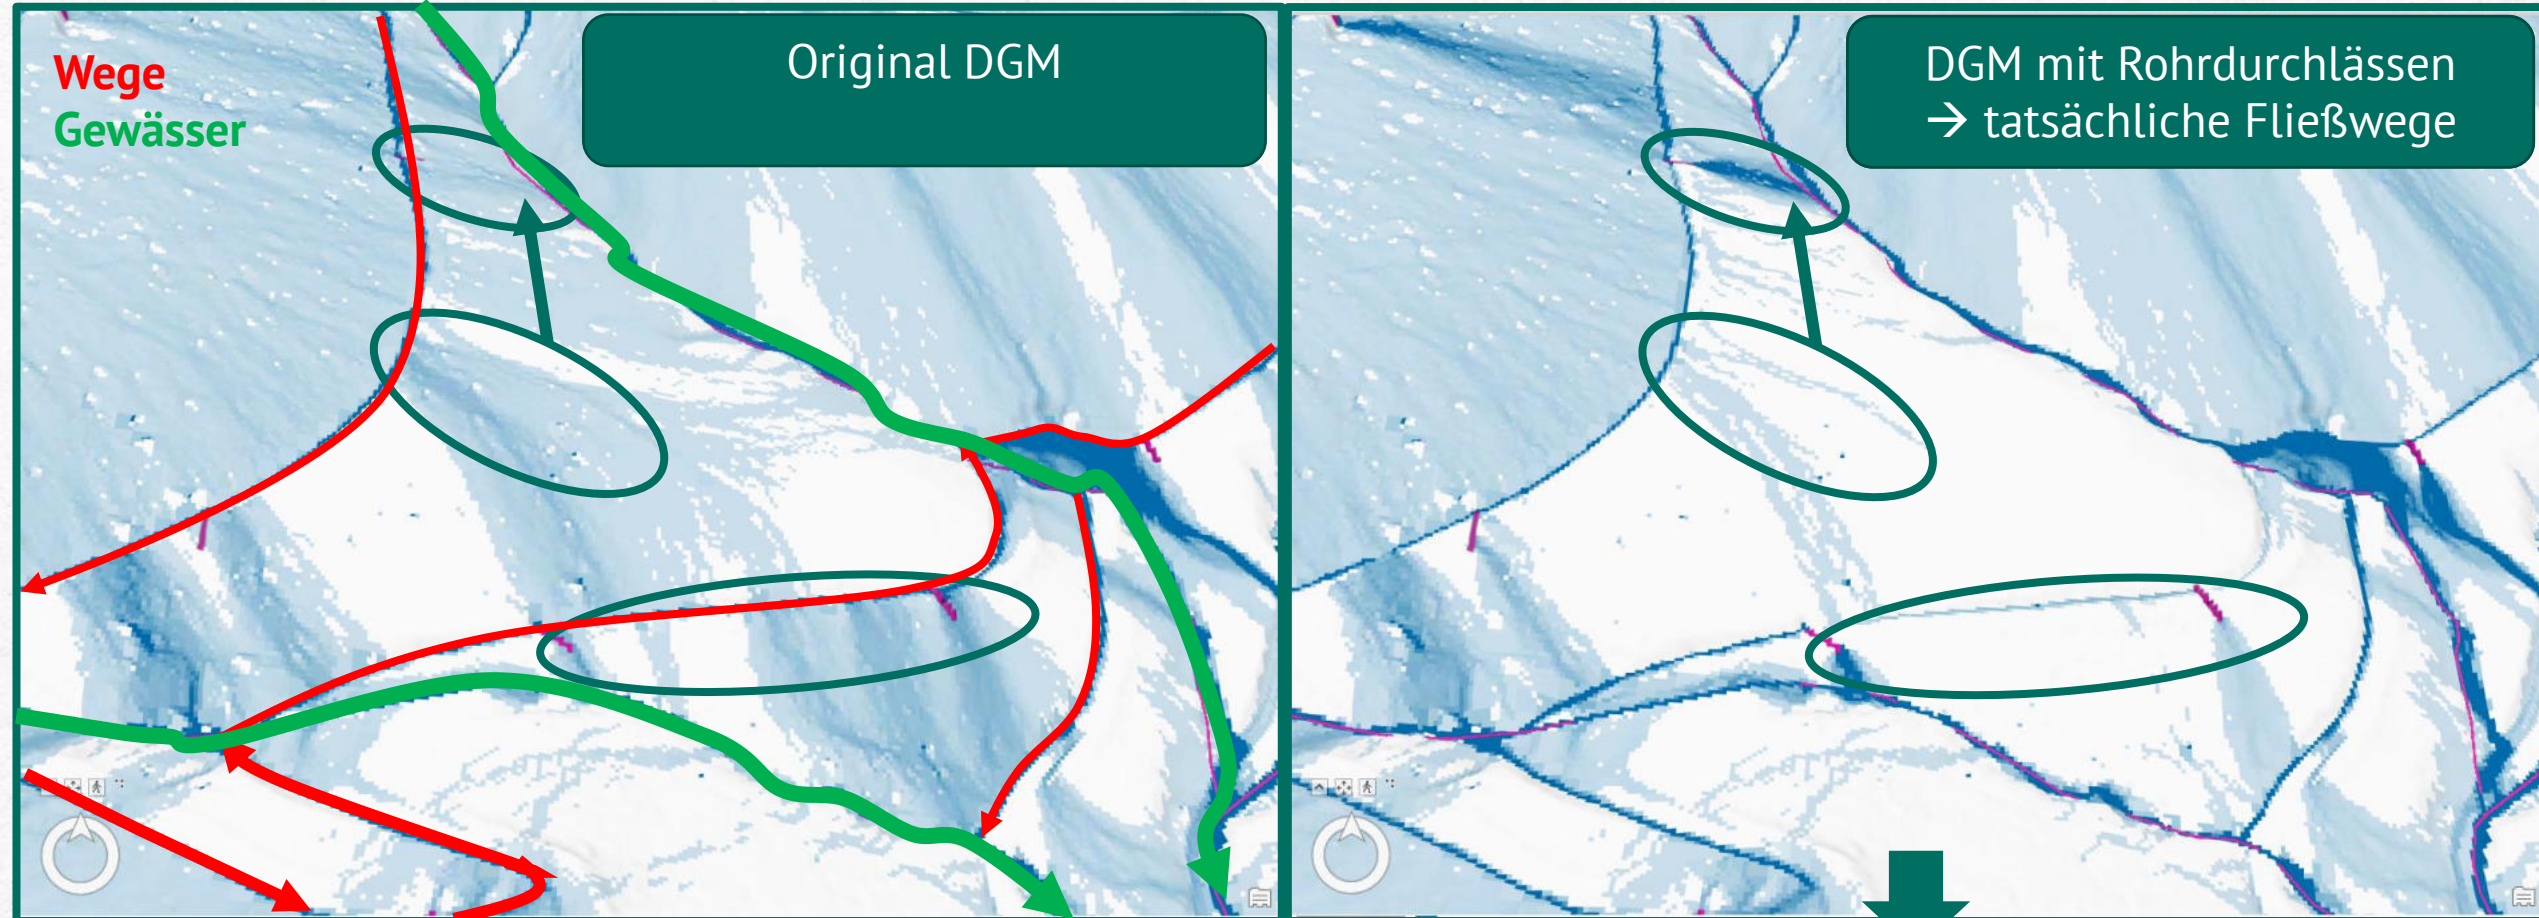 Wege
Gewässer
Original DGM
DGM mit Rohrdurchlässen
→ tatsächliche Fließwege